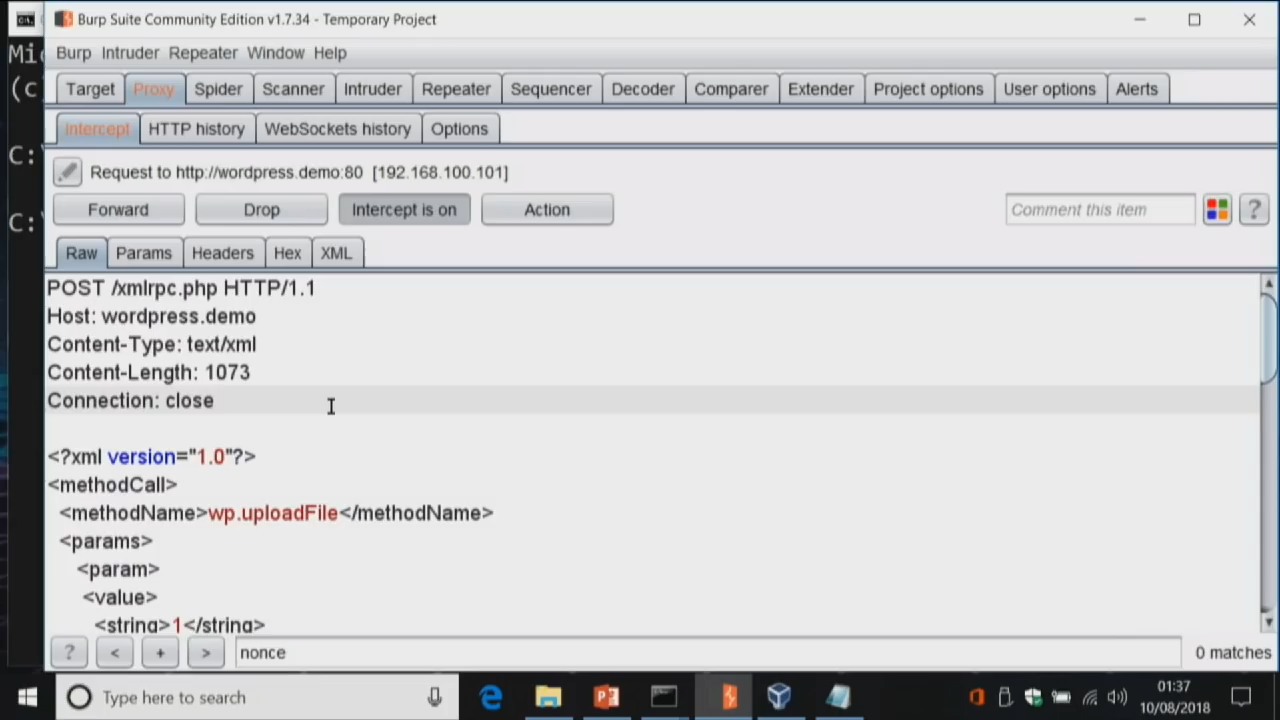 Burp Suite Community Edition v1.7.34 - Temporary Project
Mic
Burp Intruder Repeater Window Help
(c
Target Proxy Spider Scanner Intruder Repeater Sequencer Decoder Comparer Extender Project options User options Alerts
Intercept HTTP history WebSockets history Options
C:\
Request to http://wordpress.demo:80 [192.168.100.101]
Forward Drop Intercept is on Action Comment this item ?
C:\
Raw Params Headers Hex XML
POST /xmlrpc.php HTTP/1.1
Host: wordpress.demo
Content-Type: text/xml
Content-Length: 1073
Connection: close
<?xml version="1.0"?>
<methodCall>
<methodName>wp.uploadFile</methodName>
<params>
<param>
<value>
<string>1</string>
? < + > nonce 0 matches
Type here to search
01:37
10/08/2018